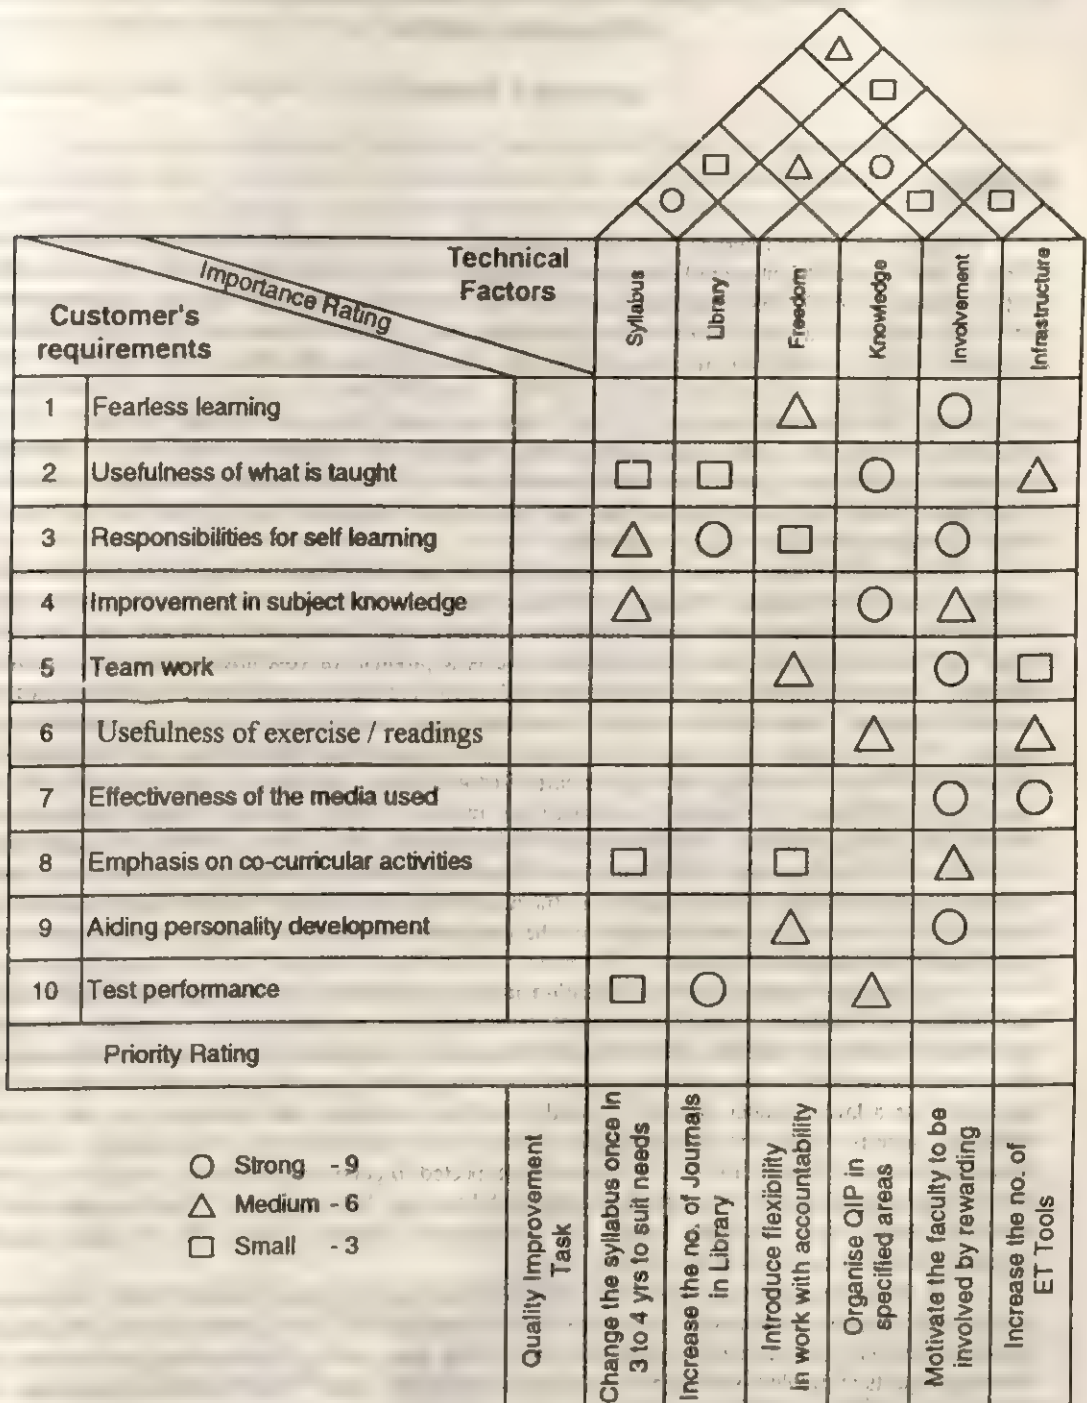 Importance Rating
Technical
Factors
Customer's
requirements
Syllabus
Library
Freedom
Knowledge
Involvement
Infrastructure
1 Fearless learning
2 Usefulness of what is taught
3 Responsibilities for self learning
4 Improvement in subject knowledge
5 Team work
6 Usefulness of exercise / readings
7 Effectiveness of the media used
8 Emphasis on co-curricular activities
9 Aiding personality development
10 Test performance
Priority Rating
Strong - 9
Medium - 6
Small - 3
Quality Improvement
Task
Change the syllabus once in
3 to 4 yrs to suit needs
Increase the no. of Journals
in Library
Introduce flexibility
in work with accountability
Organise QIP in
specified areas
Motivate the faculty to be
involved by rewarding
Increase the no. of
ET Tools